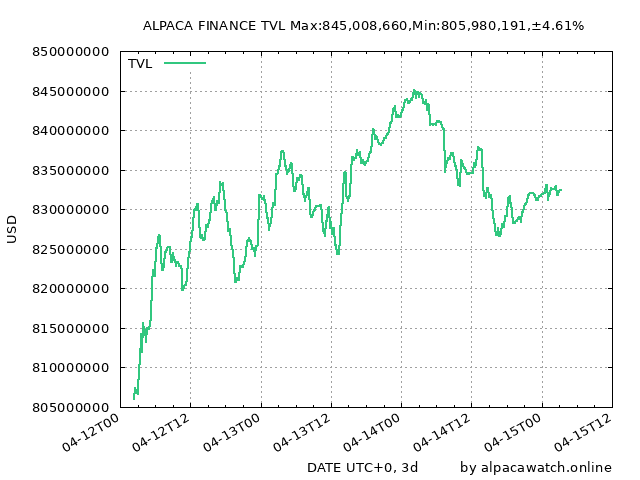 ALPACA FINANCE TVL Max:845,008,660,Min:805,980,191,±4.61%
850000000
TVL
845000000
840000000
835000000
830000000
USD
825000000
820000000
815000000
810000000
805000000
04-12T00 04-12T12 04-13T00 04-13T12 04-14T00 04-14T12 04-15T00 04-15T12
DATE UTC+0, 3d by alpacawatch.online